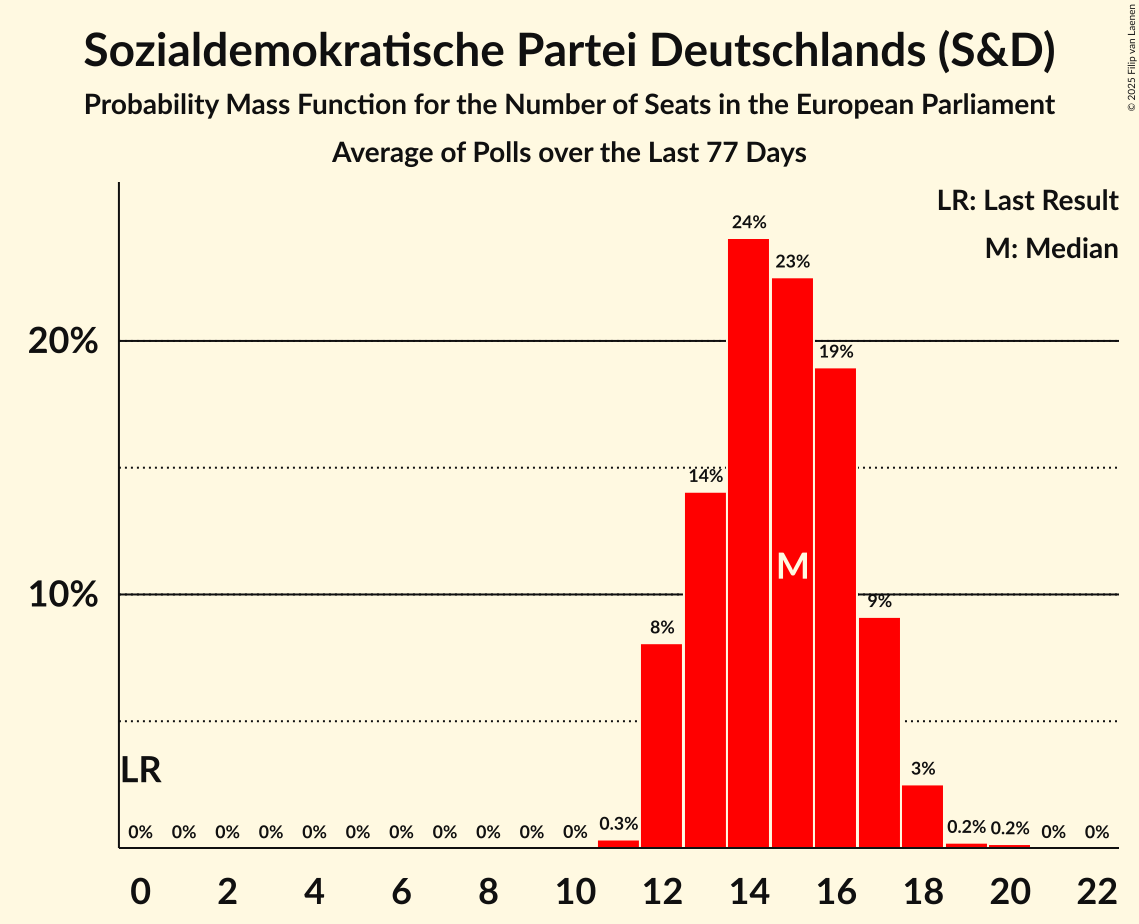 Sozialdemokratische Partei Deutschlands (S&D)
Probability Mass Function for the Number of Seats in the European Parliament
Average of Polls over the Last 77 Days
© 2025 Filip van Laenen
LR: Last Result
M: Median
24%
23%
20%
19%
14%
M
10%
9%
8%
LR
3%
0% 0% 0% 0% 0% 0% 0% 0% 0% 0% 0% 0.3% 0.2% 0.2% 0% 0%
0 2 4 6 8 10 12 14 16 18 20 22